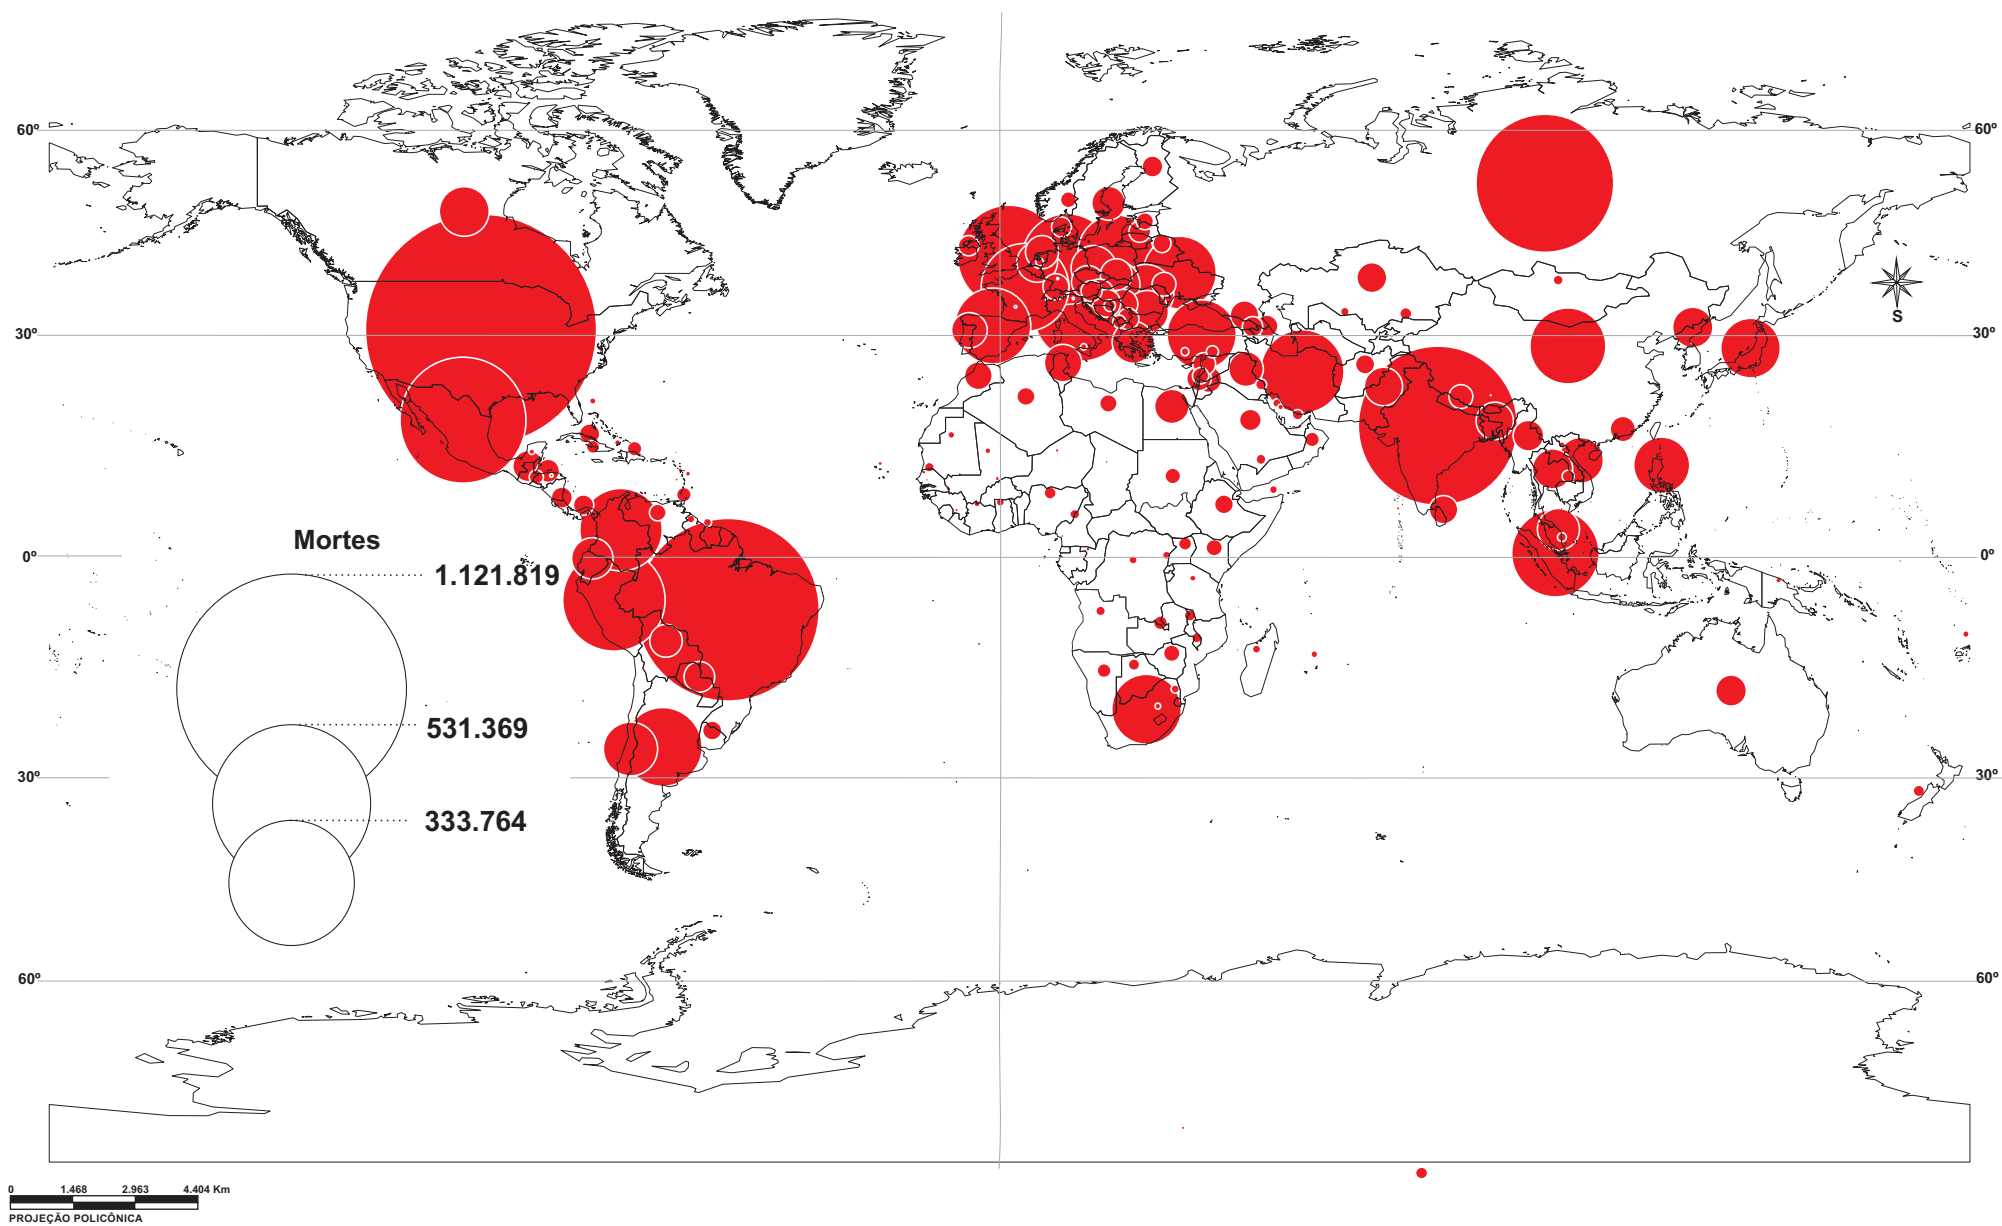 60º
60º
30º
S
30º
Mortes
0º
0º
1.121.819
531.369
30º
30º
333.764
60º
60º
0 1.468 2.963 4.404 Km
PROJEÇÃO POLICÔNICA